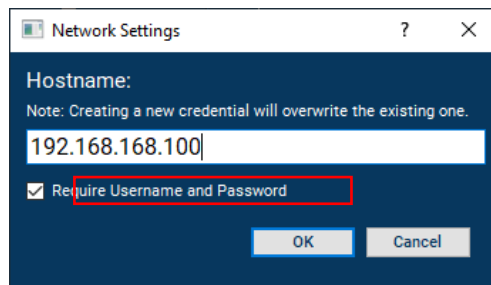 Network Settings ? ×
Hostname:
Note: Creating a new credential will overwrite the existing one.
192.168.168.100
Require Username and Password
OK Cancel